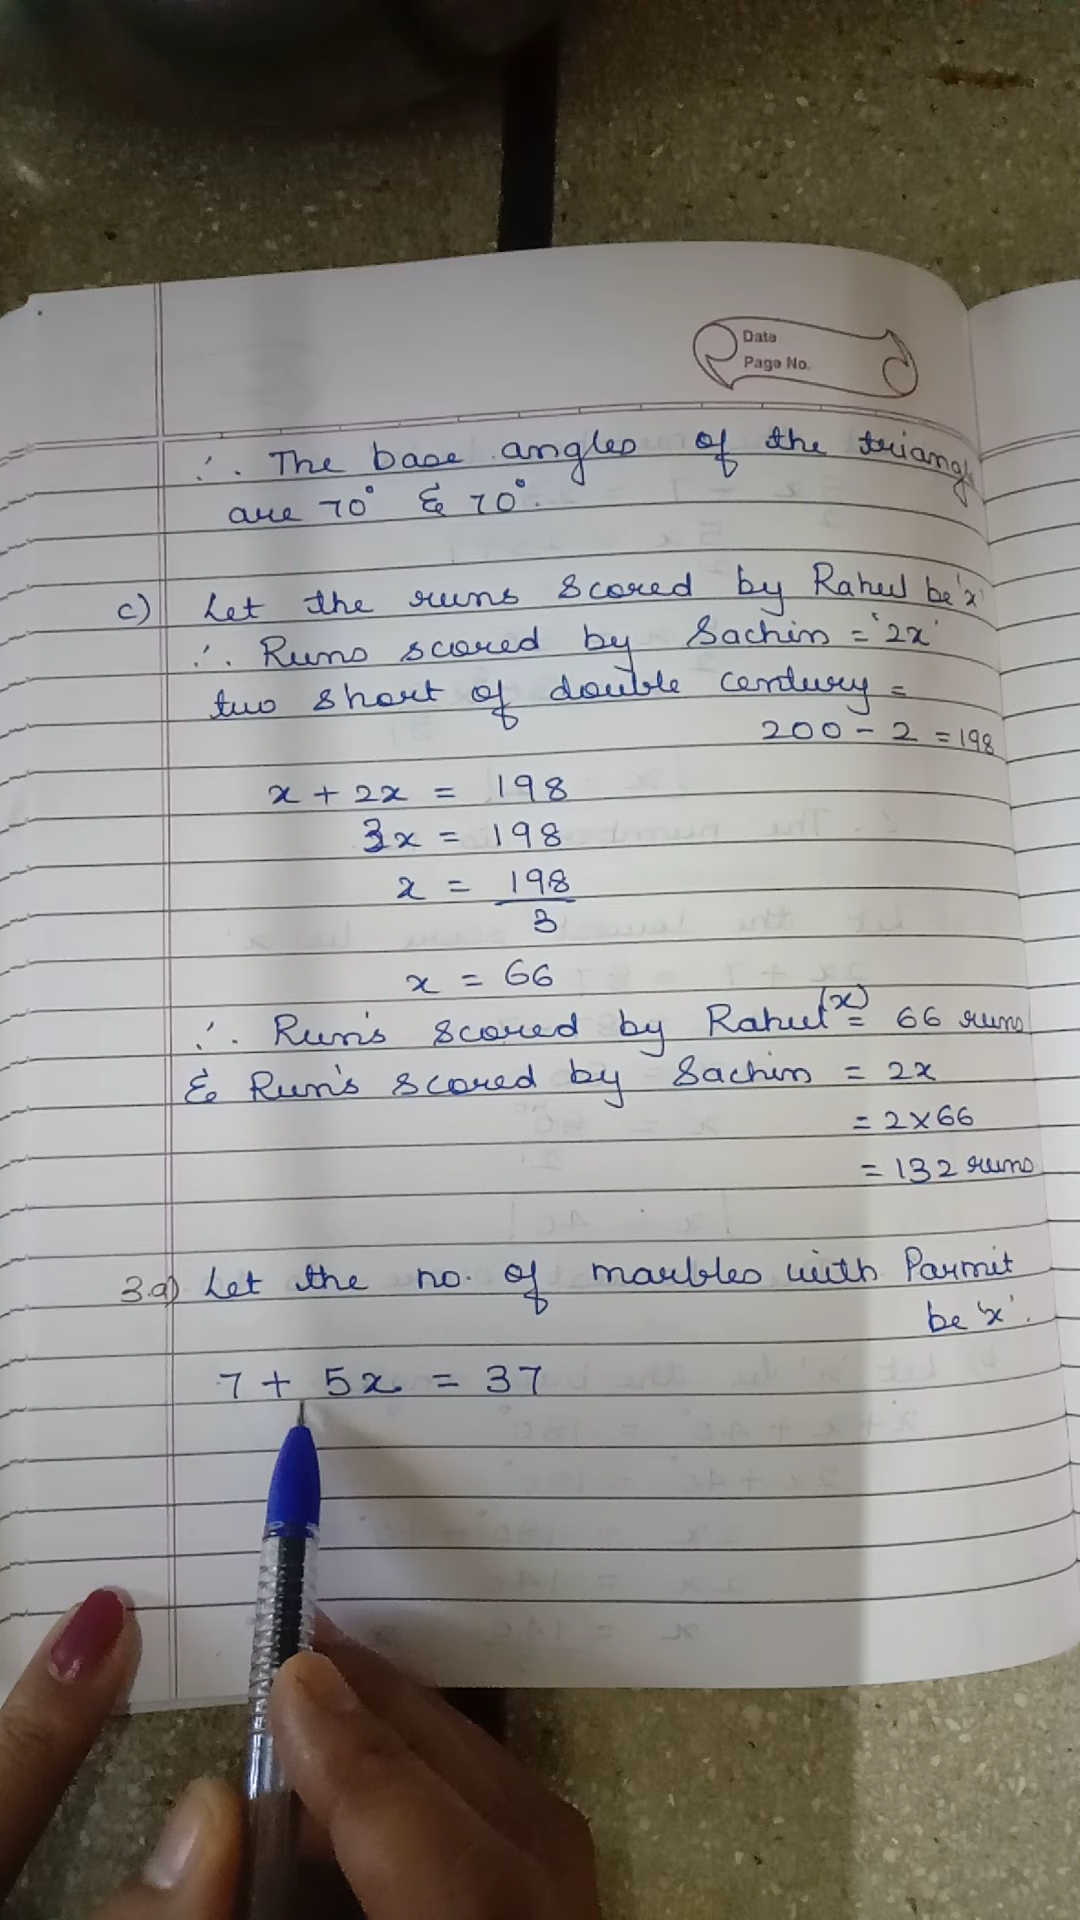 Date
Page No.
∴ The base angles of the triangle
are 70° & 70°.
c) Let the runs scored by Rahul be 'x'
∴ Runs scored by Sachin = '2x'
two short of double century =
200 - 2 = 198
x + 2x = 198
3x = 198
x = 198
3
x = 66
∴ Run's scored by Rahul (x) = 66 runs
& Run's scored by Sachin = 2x
= 2 × 66
= 132 runs
3.a) Let the no. of marbles with Parmit
be 'x'.
7 + 5x = 37